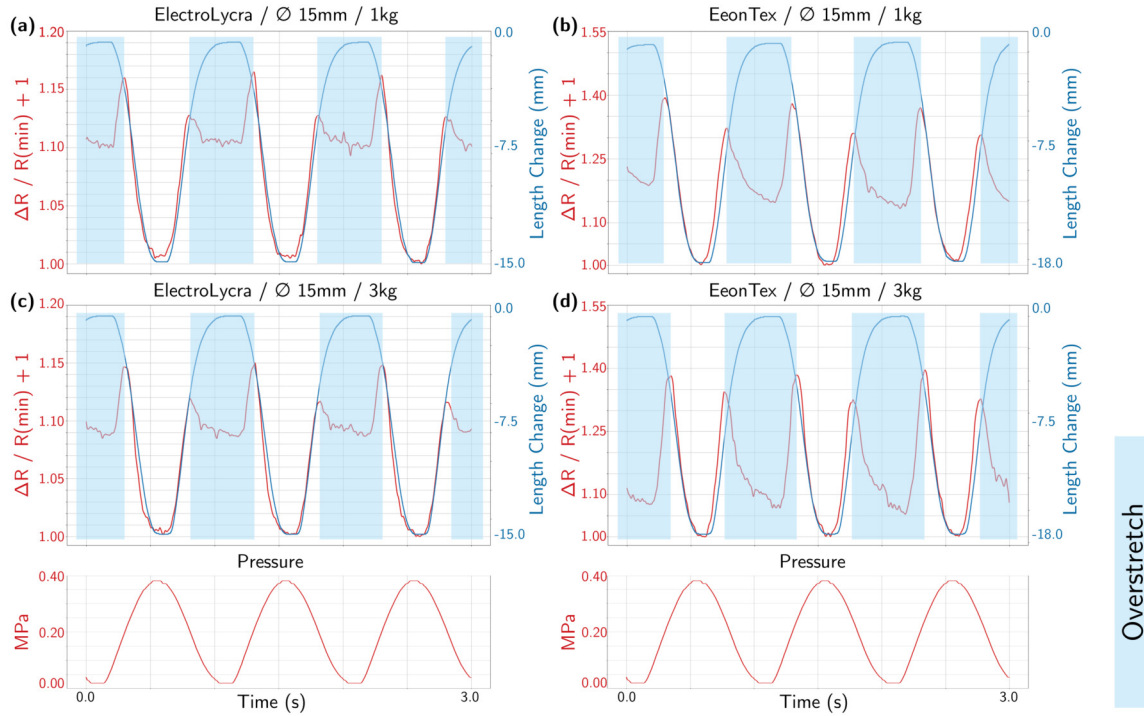 (a)
ElectroLycra / ∅ 15mm / 1kg
ΔR / R(min) + 1
1.20
1.15
1.10
1.05
1.00
0.0
-7.5
-15.0
Length Change (mm)
(b)
EeonTex / ∅ 15mm / 1kg
ΔR / R(min) + 1
1.55
1.40
1.25
1.10
1.00
0.0
-7.5
-18.0
Length Change (mm)
(c)
ElectroLycra / ∅ 15mm / 3kg
ΔR / R(min) + 1
1.20
1.15
1.10
1.05
1.00
0.0
-7.5
-15.0
Length Change (mm)
(d)
EeonTex / ∅ 15mm / 3kg
ΔR / R(min) + 1
1.55
1.40
1.25
1.10
1.00
0.0
-7.5
-18.0
Length Change (mm)
Pressure
MPa
0.40
0.20
0.00
0.0
Time (s)
3.0
Pressure
MPa
0.40
0.20
0.00
0.0
Time (s)
3.0
Overstretch